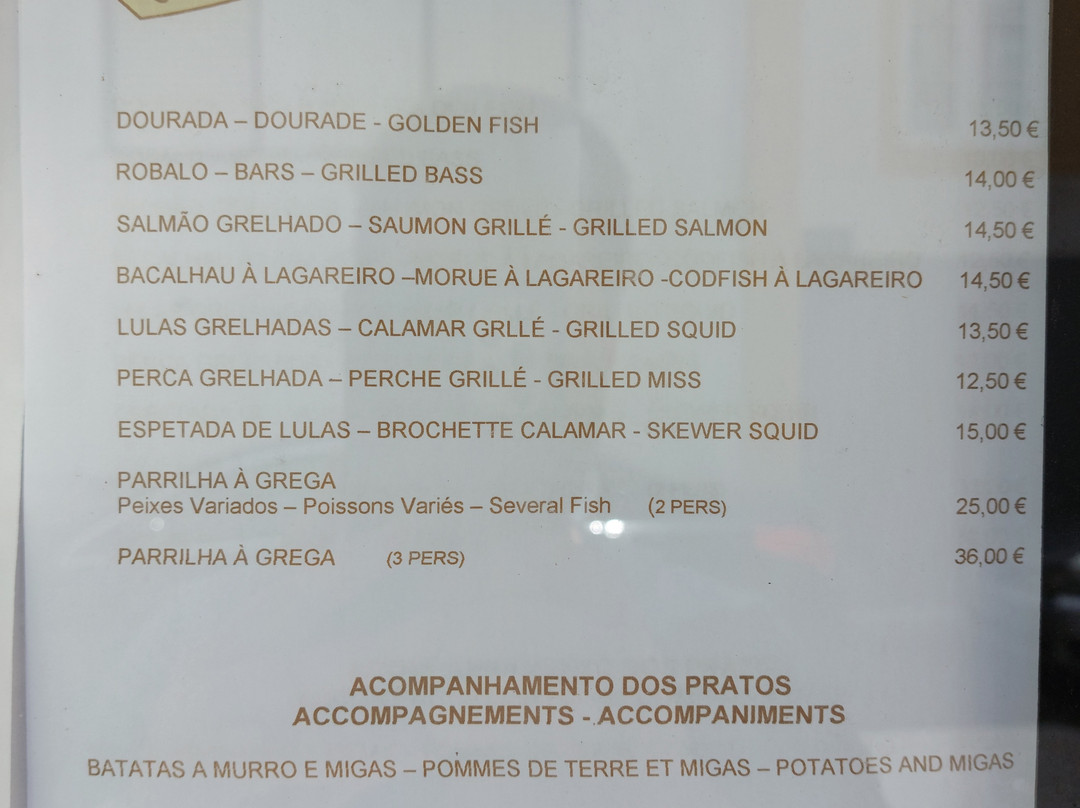 DOURADA – DOURADE - GOLDEN FISH 13,50 €
ROBALO – BARS – GRILLED BASS 14,00 €
SALMÃO GRELHADO – SAUMON GRILLÉ - GRILLED SALMON 14,50 €
BACALHAU À LAGAREIRO –MORUE À LAGAREIRO -CODFISH À LAGAREIRO 14,50 €
LULAS GRELHADAS – CALAMAR GRLLÉ - GRILLED SQUID 13,50 €
PERCA GRELHADA – PERCHE GRILLÉ - GRILLED MISS 12,50 €
ESPETADA DE LULAS – BROCHETTE CALAMAR - SKEWER SQUID 15,00 €
PARRILHA À GREGA
Peixes Variados – Poissons Variés – Several Fish (2 PERS) 25,00 €
PARRILHA À GREGA (3 PERS) 36,00 €
ACOMPANHAMENTO DOS PRATOS
ACCOMPAGNEMENTS - ACCOMPANIMENTS
BATATAS A MURRO E MIGAS – POMMES DE TERRE ET MIGAS – POTATOES AND MIGAS